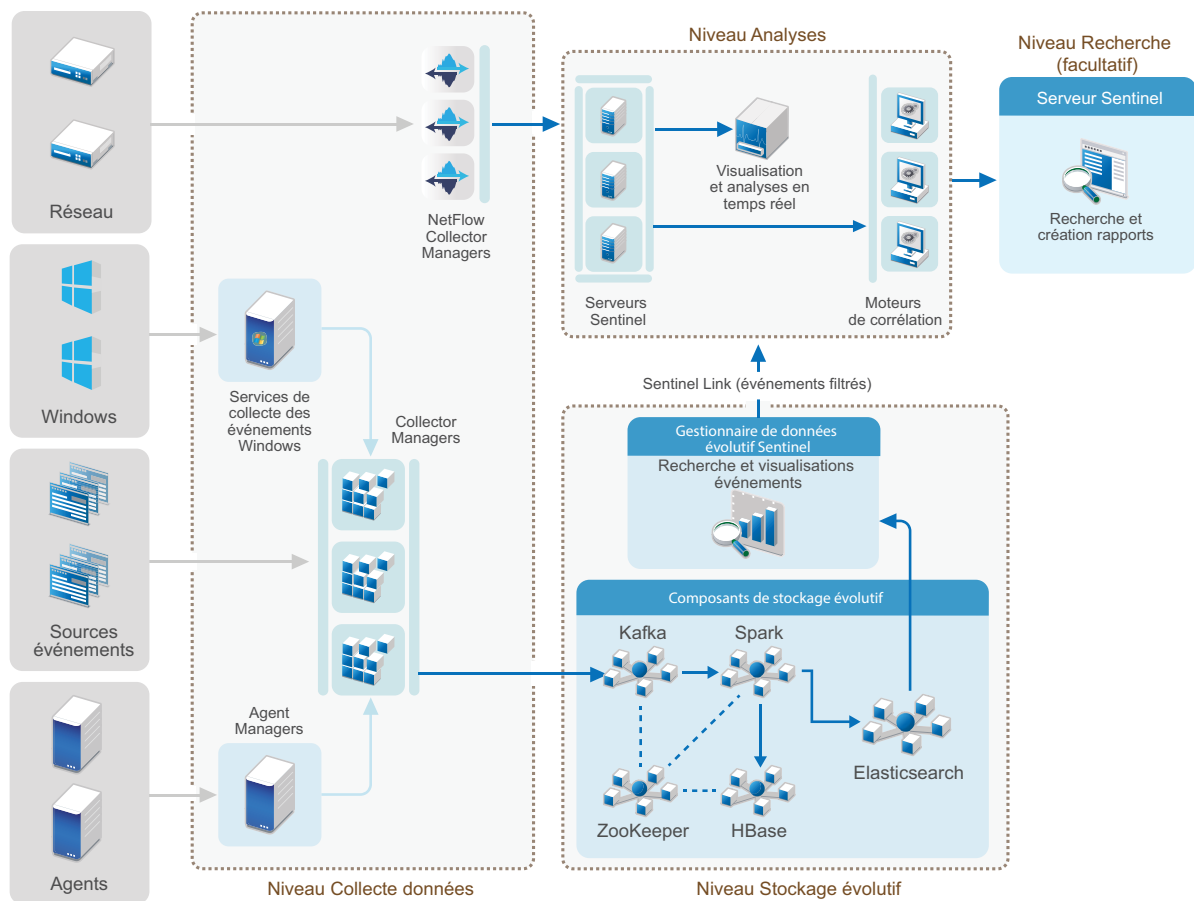 Réseau
Windows
Sources
événements
Agents
NetFlow
Collector
Managers
Services de
collecte des
événements
Windows
Collector
Managers
Agent
Managers
Niveau Collecte données
Niveau Analyses
Serveurs
Sentinel
Visualisation
et analyses en
temps réel
Moteurs
de corrélation
Niveau Recherche
(facultatif)
Serveur Sentinel
Recherche et
création rapports
Sentinel Link (événements filtrés)
Gestionnaire de données
évolutif Sentinel
Recherche et visualisations
événements
Composants de stockage évolutif
Kafka
Spark
Elasticsearch
ZooKeeper
HBase
Niveau Stockage évolutif